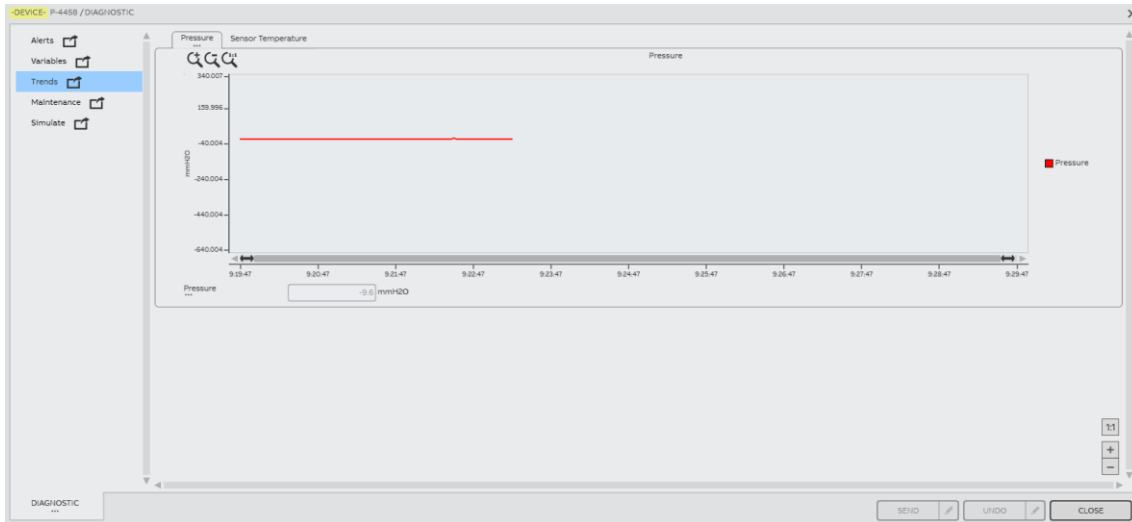 -DEVICE- P-4458 / DIAGNOSTIC
Alerts
Variables
Trends
Maintenance
Simulate
Pressure
Sensor Temperature
1:1
Pressure
340.007
159.996
-40.004
-240.004
-440.004
-640.004
mmH2O
Pressure
9:19:47
9:20:47
9:21:47
9:22:47
9:23:47
9:24:47
9:25:47
9:26:47
9:27:47
9:28:47
9:29:47
Pressure
-9.6 mmH2O
1:1
DIAGNOSTIC
SEND
UNDO
CLOSE